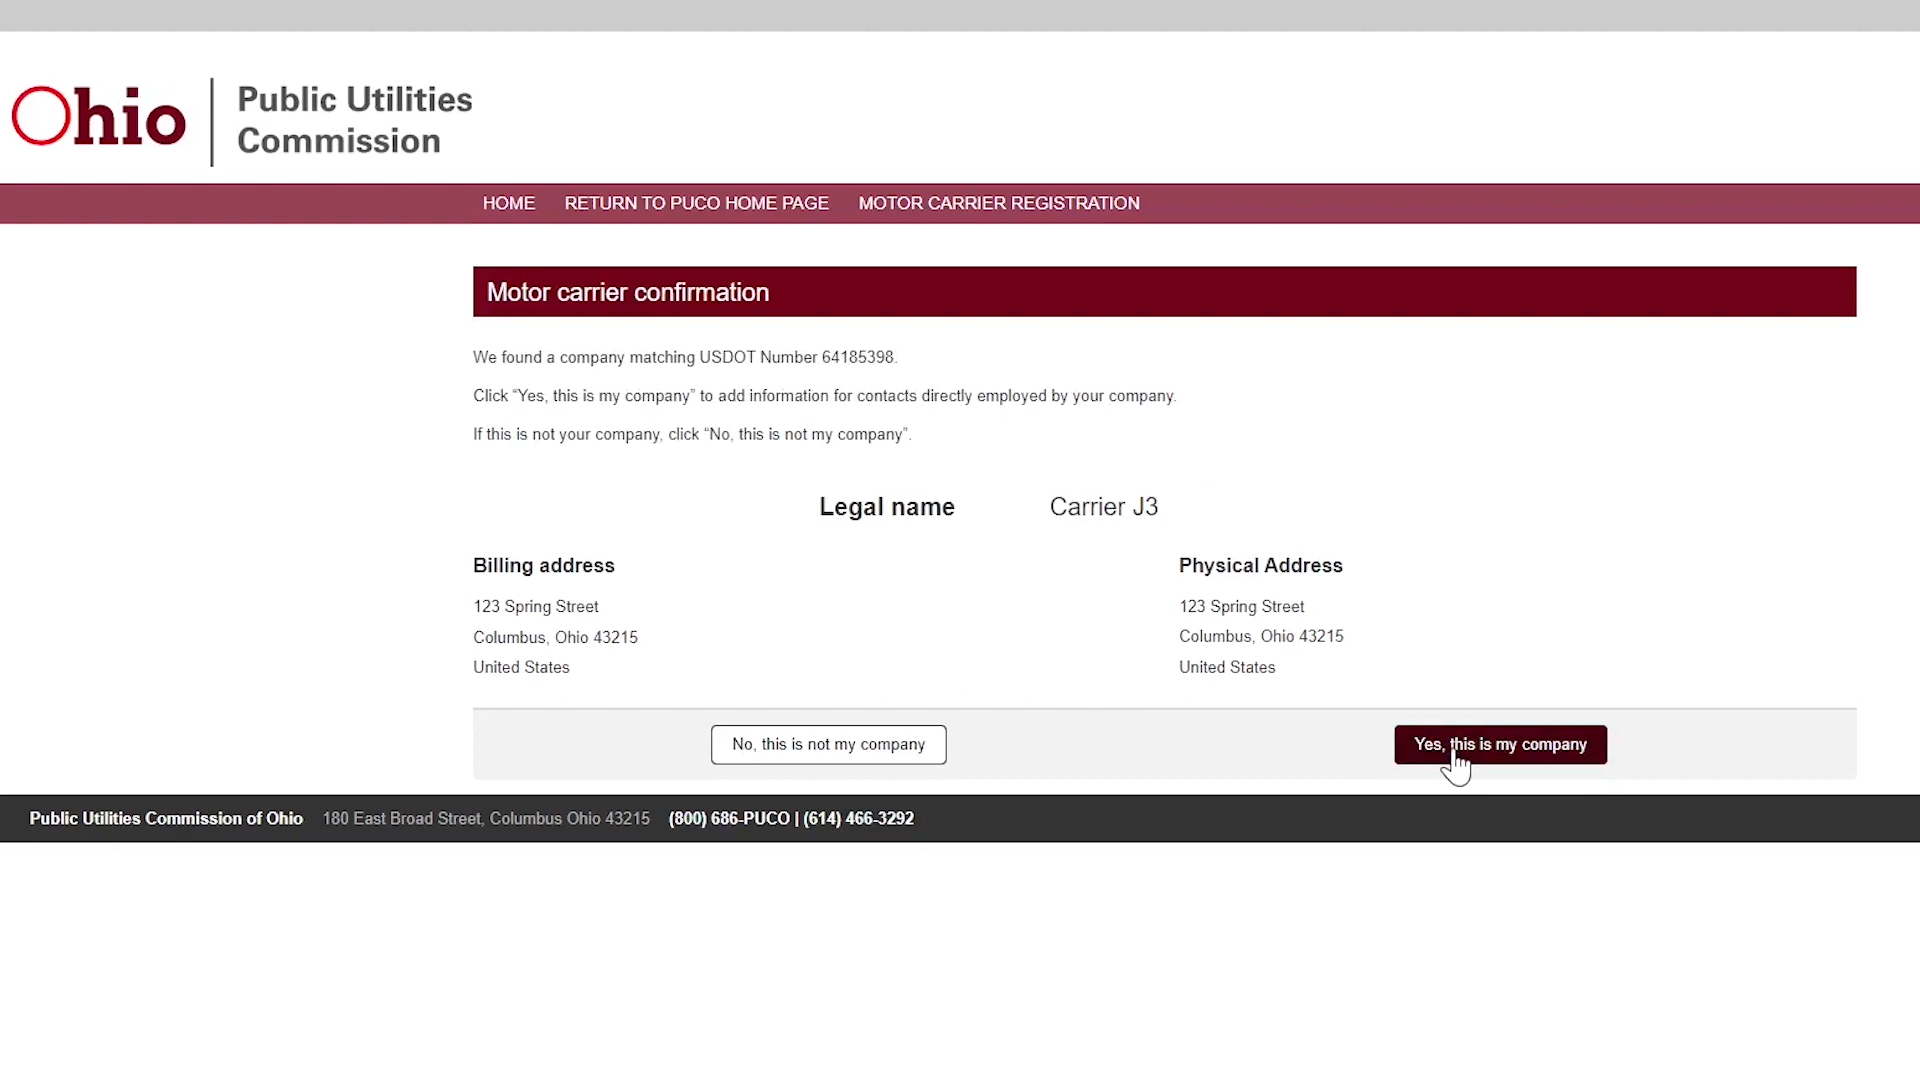 Ohio
Public Utilities
Commission
HOME RETURN TO PUCO HOME PAGE MOTOR CARRIER REGISTRATION
Motor carrier confirmation
We found a company matching USDOT Number 64185398.
Click “Yes, this is my company” to add information for contacts directly employed by your company.
If this is not your company, click “No, this is not my company”.
Legal name Carrier J3
Billing address
123 Spring Street
Columbus, Ohio 43215
United States
Physical Address
123 Spring Street
Columbus, Ohio 43215
United States
No, this is not my company
Yes, this is my company
Public Utilities Commission of Ohio 180 East Broad Street, Columbus Ohio 43215 (800) 686-PUCO | (614) 466-3292